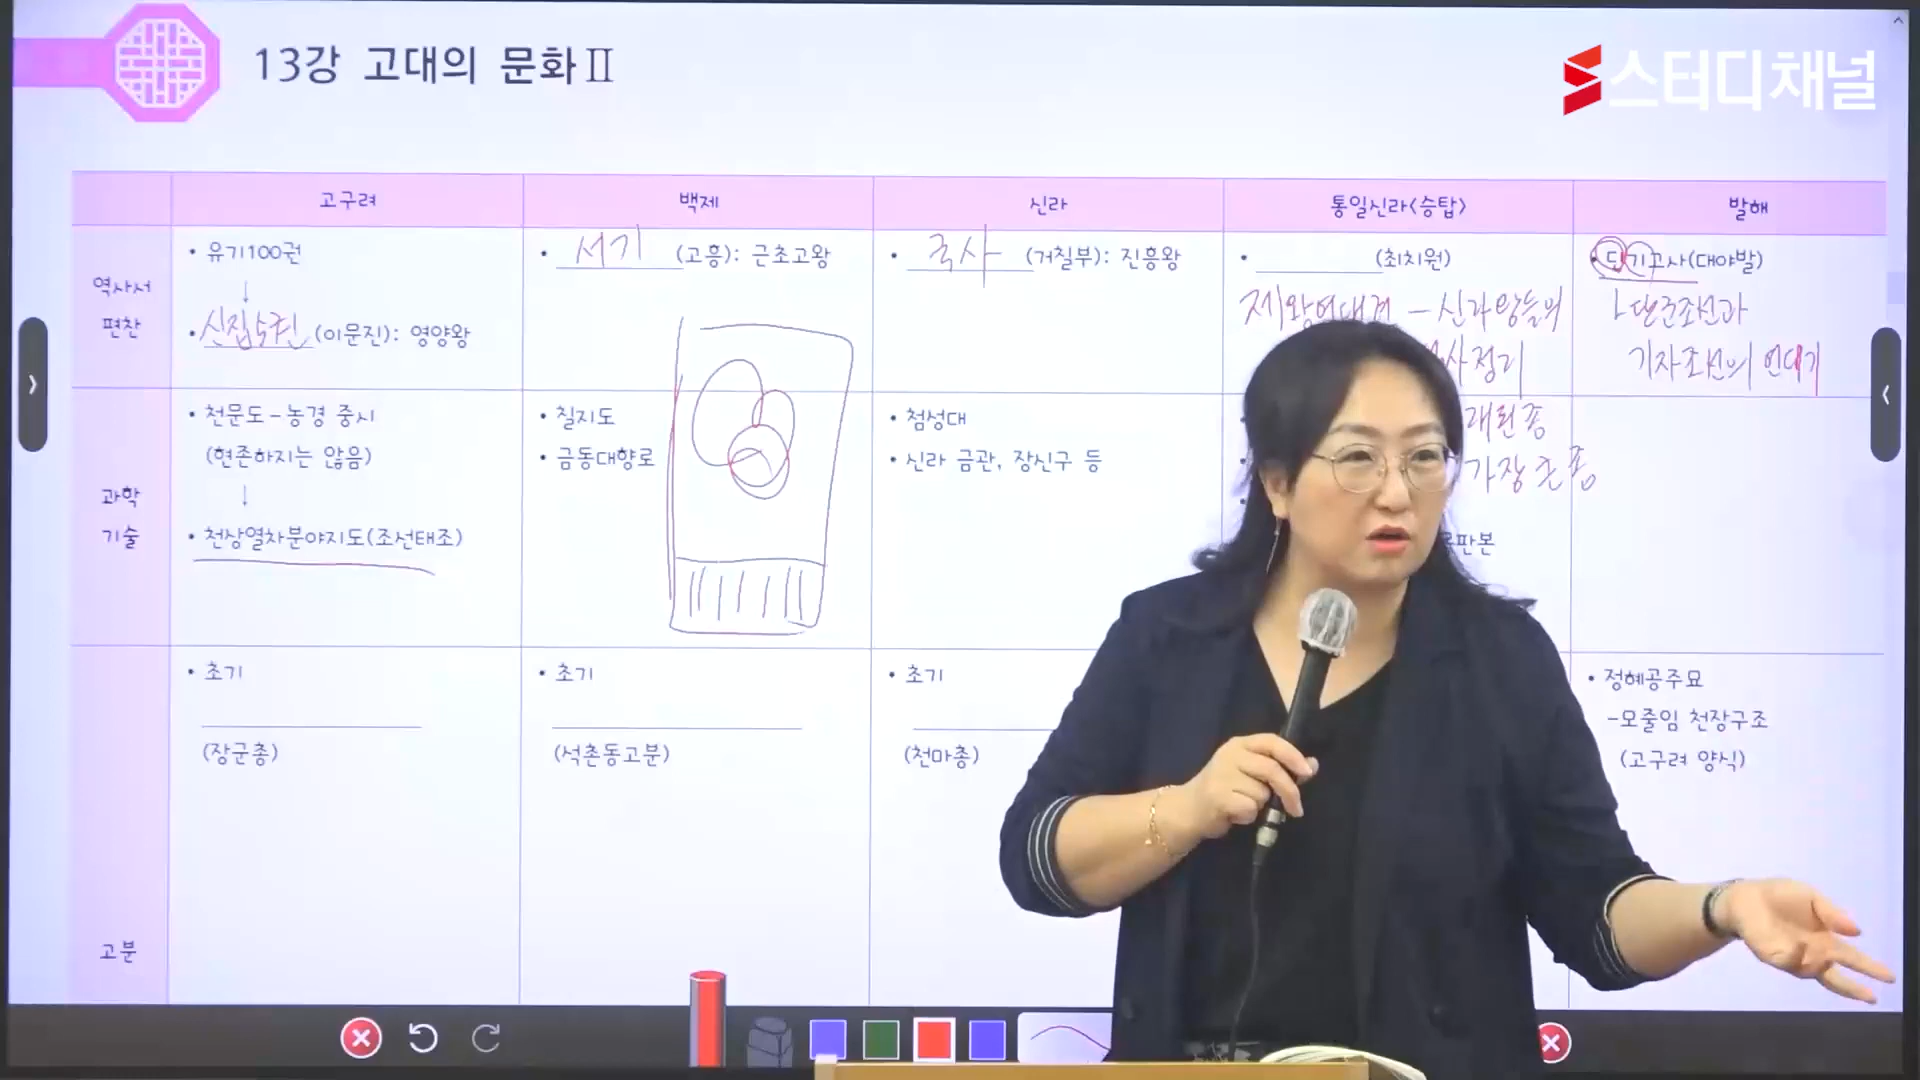 13강 고대의 문화Ⅱ
스터디채널
고구려
백제
신라
통일신라<승탑>
발해
역사서
편찬
• 유기100권
↓
• 신집5권 (이문진): 영양왕
• 서기 (고흥): 근초고왕
• 국사 (거칠부): 진흥왕
• (최치원)
제왕연대력 - 신라왕들의
사정리
• 단기고사(대야발)
단군조선과
기자조선의 연대기
과학
기술
• 천문도-농경 중시
(현존하지는 않음)
↓
• 천상열차분야지도(조선태조)
• 칠지도
• 금동대향로
• 첨성대
• 신라 금관, 장신구 등
래된 종
가장 큰 종
판본
고분
• 초기
(장군총)
• 초기
(석촌동고분)
• 초기
(천마총)
• 정혜공주묘
-모줄임 천장구조
(고구려 양식)